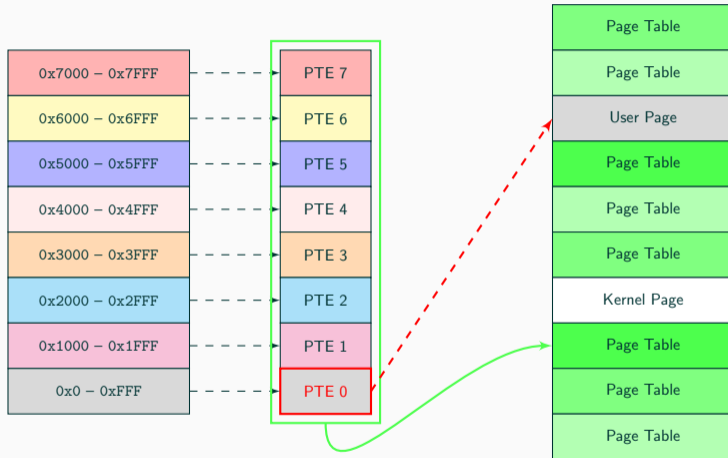 0x7000 – 0x7FFF
0x6000 – 0x6FFF
0x5000 – 0x5FFF
0x4000 – 0x4FFF
0x3000 – 0x3FFF
0x2000 – 0x2FFF
0x1000 – 0x1FFF
0x0 – 0xFFF
PTE 7
PTE 6
PTE 5
PTE 4
PTE 3
PTE 2
PTE 1
PTE 0
Page Table
Page Table
User Page
Page Table
Page Table
Page Table
Kernel Page
Page Table
Page Table
Page Table